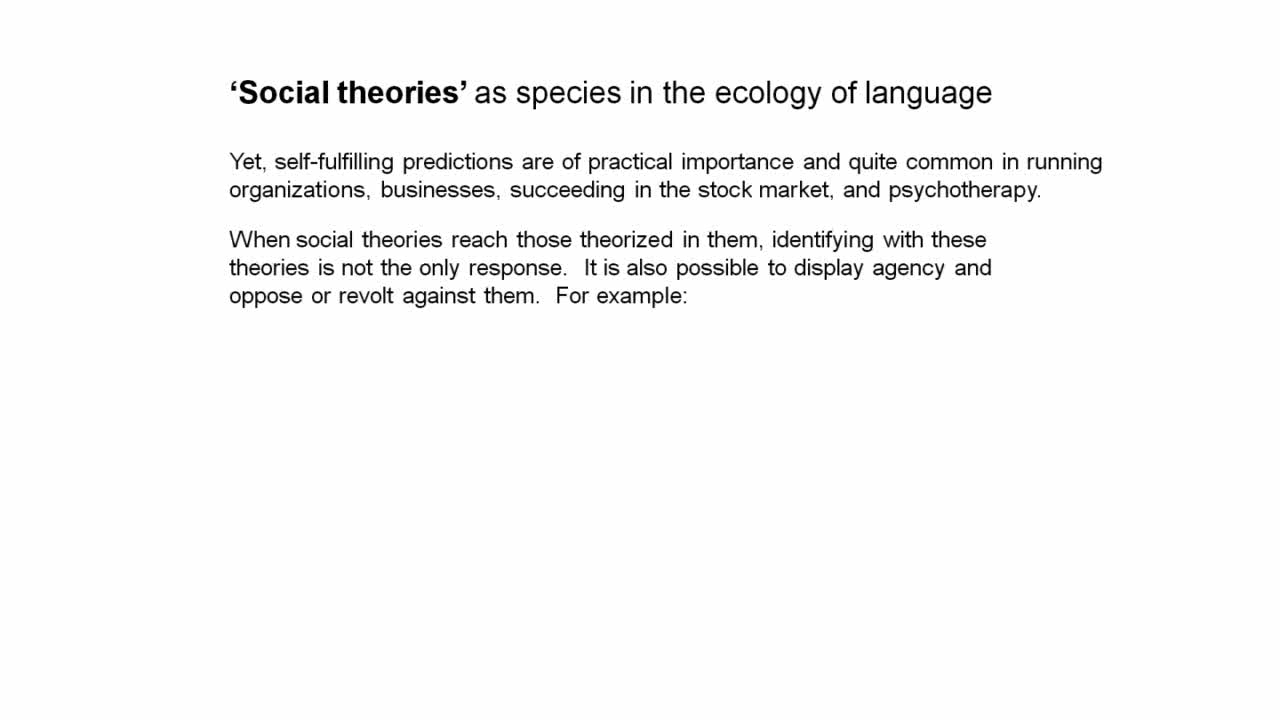 ‘Social theories’ as species in the ecology of language
Yet, self-fulfilling predictions are of practical importance and quite common in running
organizations, businesses, succeeding in the stock market, and psychotherapy.
When social theories reach those theorized in them, identifying with these
theories is not the only response.  It is also possible to display agency and
oppose or revolt against them.  For example: